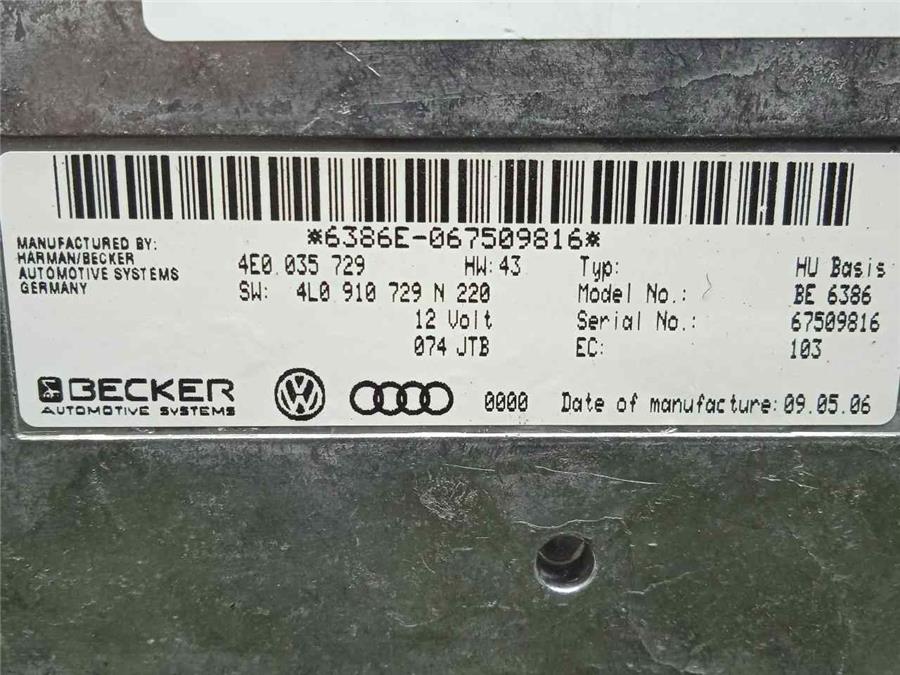 *6386E-067509816*
MANUFACTURED BY:
HARMAN/BECKER
AUTOMOTIVE SYSTEMS
GERMANY
4E0 035 729 HW: 43 Typ: HU Basis
SW: 4L0 910 729 N 220 Model No.: BE 6386
12 Volt Serial No.: 67509816
074 JTB EC: 103
BECKER
AUTOMOTIVE SYSTEMS
VW
0000 Date of manufacture: 09.05.06